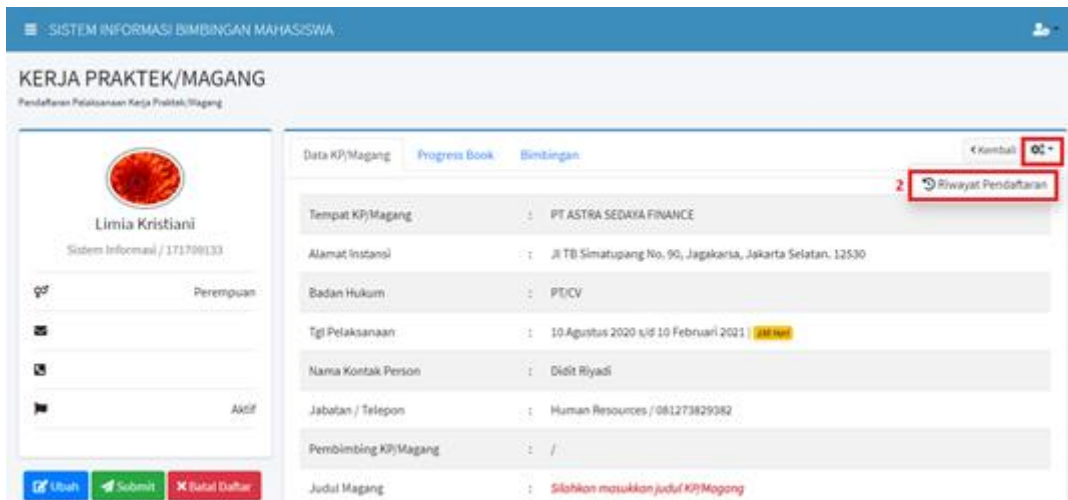 SISTEM INFORMASI BIMBINGAN MAHASISWA
KERJA PRAKTEK/MAGANG
Pendaftaran Pelaksanaan Kerja Praktek/Magang
Limia Kristiani
Sistem Informasi / 171709133
Perempuan
Aktif
Ubah Submit Batal Daftar
Data KP/Magang Progress Book Bimbingan Kembali
2 Riwayat Pendaftaran
Tempat KP/Magang : PT ASTRA SEDAYA FINANCE
Alamat Instansi : Jl TB Simatupang No. 90, Jagakarsa, Jakarta Selatan. 12530
Badan Hukum : PT/CV
Tgl Pelaksanaan : 10 Agustus 2020 s/d 10 Februari 2021 |
Nama Kontak Person : Didit Riyadi
Jabatan / Telepon : Human Resources / 081273829382
Pembimbing KP/Magang : /
Judul Magang : Silahkan masukkan judul KP/Magang